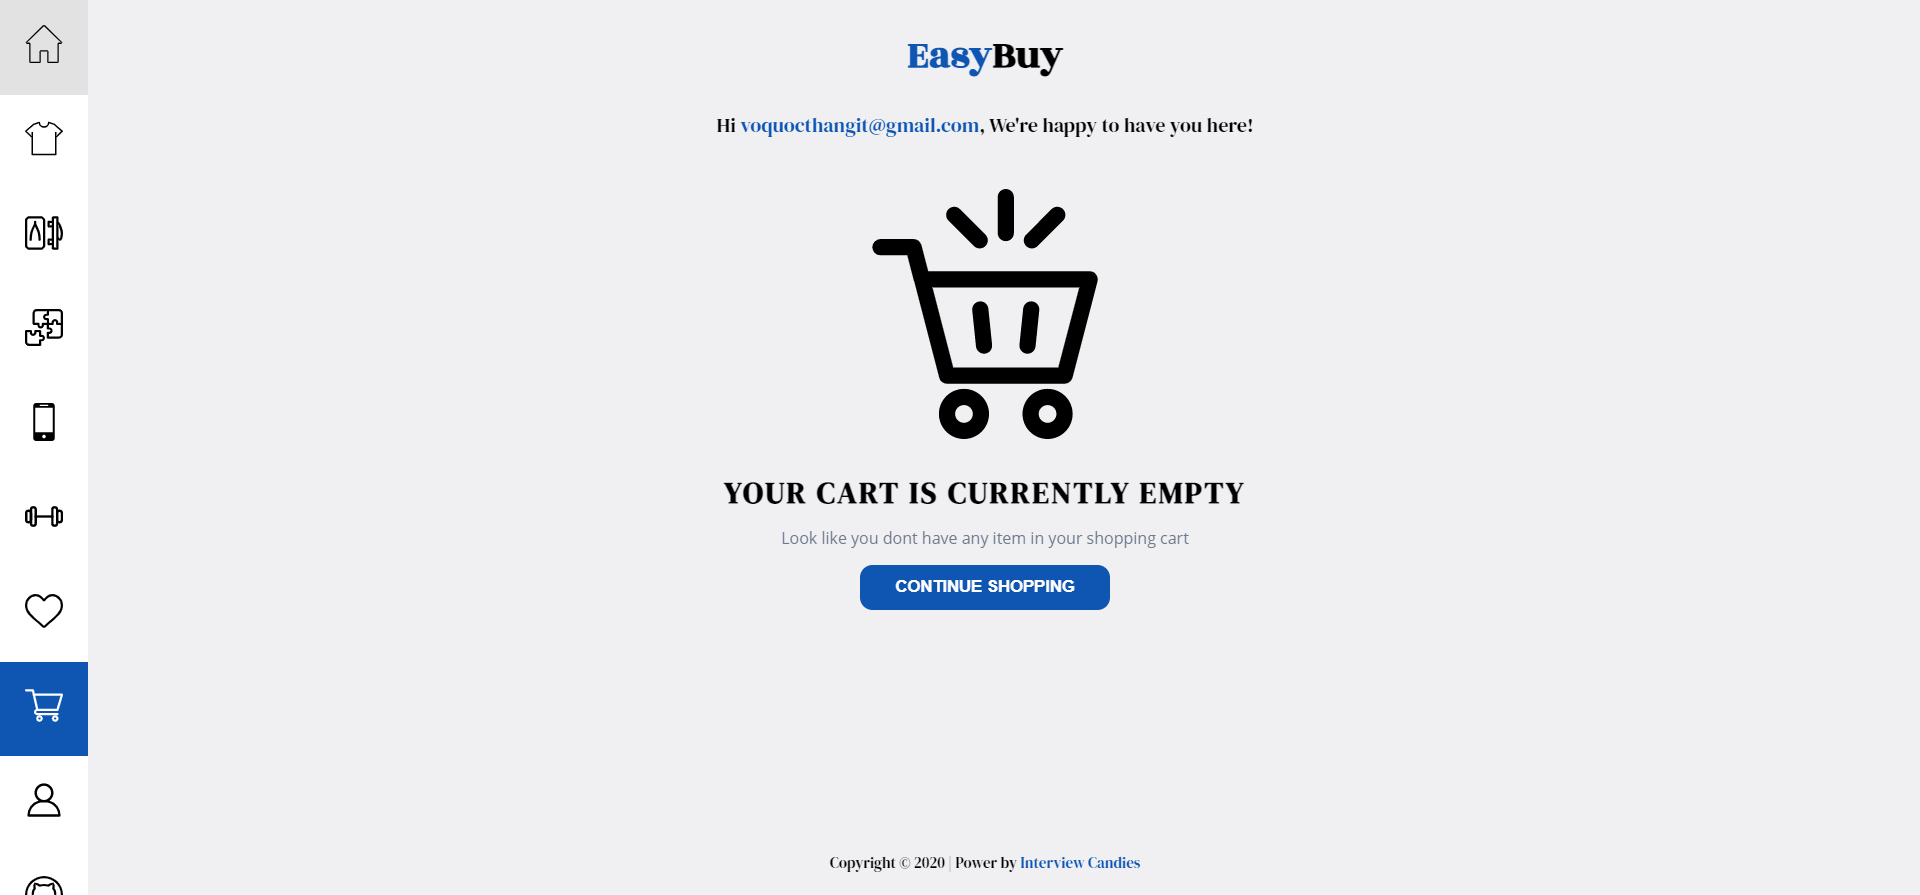 EasyBuy
Hi voquocthangit@gmail.com, We're happy to have you here!
YOUR CART IS CURRENTLY EMPTY
Look like you dont have any item in your shopping cart
CONTINUE SHOPPING
Copyright © 2020 | Power by Interview Candies